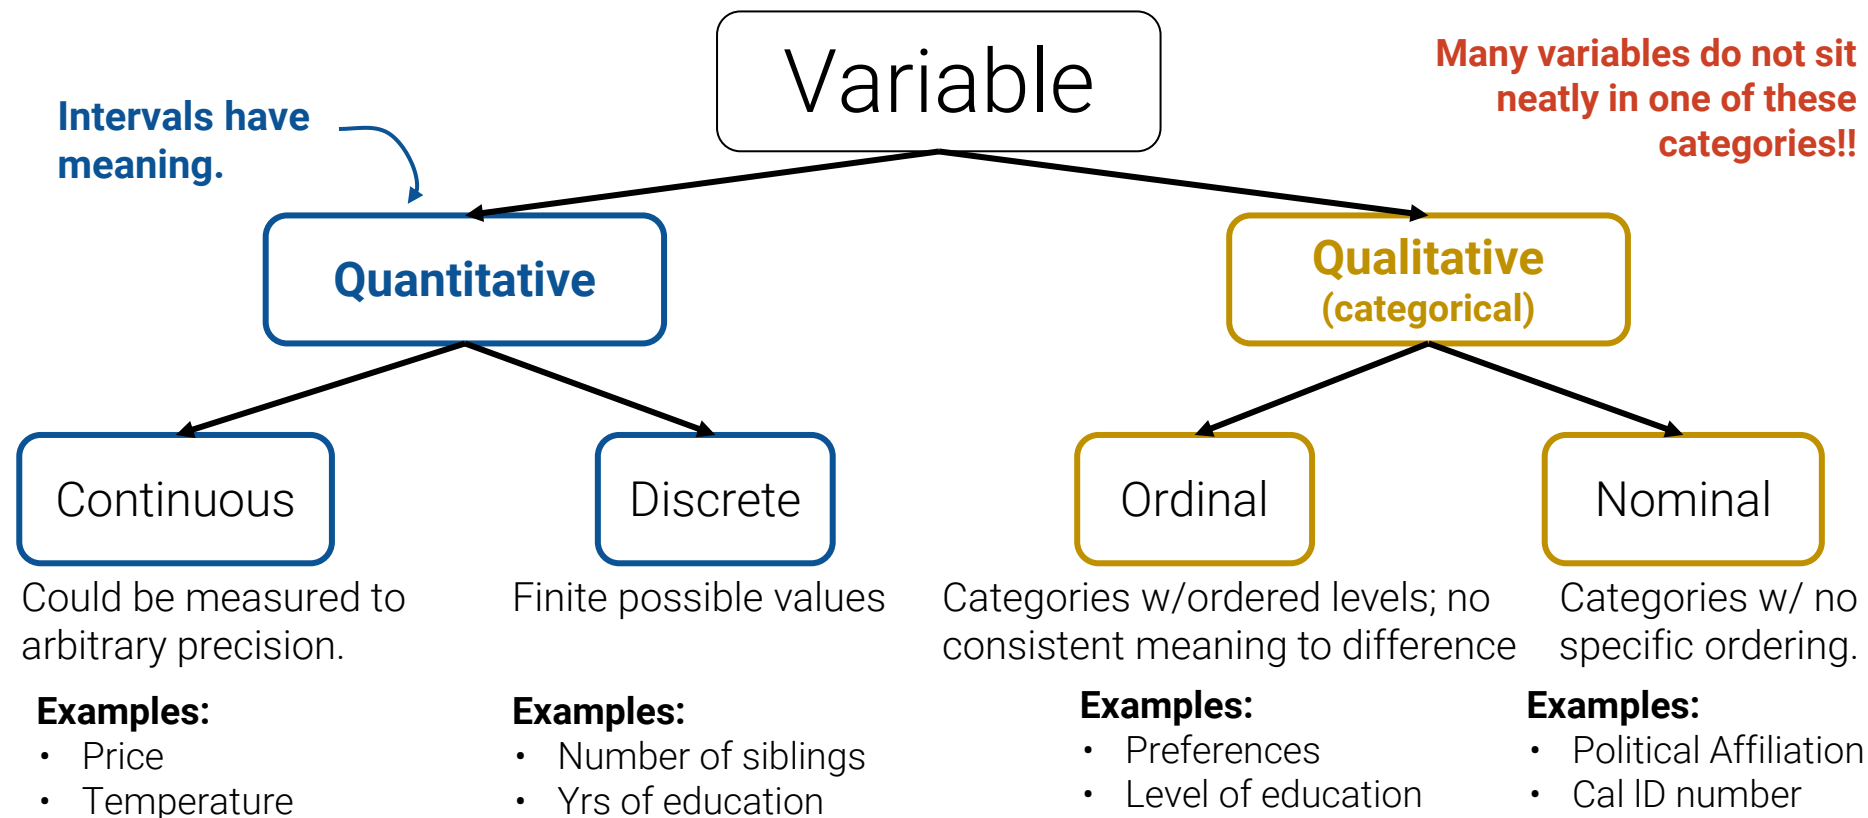 Variable
Many variables do not sit
neatly in one of these
categories!!
Intervals have
meaning.
Quantitative
Qualitative
(categorical)
Continuous
Discrete
Ordinal
Nominal
Could be measured to
arbitrary precision.
Finite possible values
Categories w/ordered levels; no
consistent meaning to difference
Categories w/ no
specific ordering.
Examples:
• Price
• Temperature
Examples:
• Number of siblings
• Yrs of education
Examples:
• Preferences
• Level of education
Examples:
• Political Affiliation
• Cal ID number